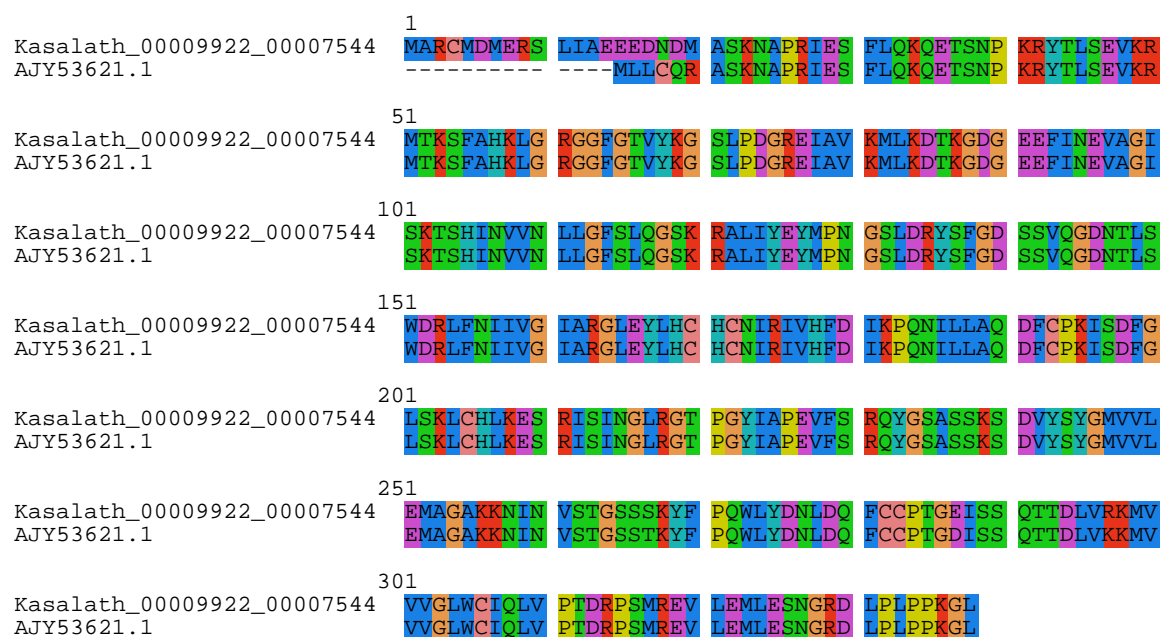 1
Kasalath_00009922_00007544 MARCMDMERS LIAEEEDNDM ASKNAPRIES FLQKQETSNP KRYTLSEVKR
AJY53621.1 ---------- ----MLLCQR ASKNAPRIES FLQKQETSNP KRYTLSEVKR
51
Kasalath_00009922_00007544 MTKSFAHKLG RGGFGTVYKG SLPDGREIAV KMLKDTKGDG EEFINEVAGI
AJY53621.1 MTKSFAHKLG RGGFGTVYKG SLPDGREIAV KMLKDTKGDG EEFINEVAGI
101
Kasalath_00009922_00007544 SKTSHINVVN LLGFSLQGSK RALIYEYMPN GSLDRYSFGD SSVQGDNTLS
AJY53621.1 SKTSHINVVN LLGFSLQGSK RALIYEYMPN GSLDRYSFGD SSVQGDNTLS
151
Kasalath_00009922_00007544 WDRLFNIIVG IARGLEYLHC HCNIRIVHFD IKPQNILLAQ DFCPKISDFG
AJY53621.1 WDRLFNIIVG IARGLEYLHC HCNIRIVHFD IKPQNILLAQ DFCPKISDFG
201
Kasalath_00009922_00007544 LSKLCHLKES RISINGLRGT PGYIAPEVFS RQYGSASSKS DVYSYGMVVL
AJY53621.1 LSKLCHLKES RISINGLRGT PGYIAPEVFS RQYGSASSKS DVYSYGMVVL
251
Kasalath_00009922_00007544 EMAGAKKNIN VSTGSSSKYF PQWLYDNLDQ FCCPTGEISS QTTDLVRKMV
AJY53621.1 EMAGAKKNIN VSTGSSTKYF PQWLYDNLDQ FCCPTGDISS QTTDLVKKMV
301
Kasalath_00009922_00007544 VVGLWCIQLV PTDRPSMREV LEMLESNGRD LPLPPKGL
AJY53621.1 VVGLWCIQLV PTDRPSMREV LEMLESNGRD LPLPPKGL